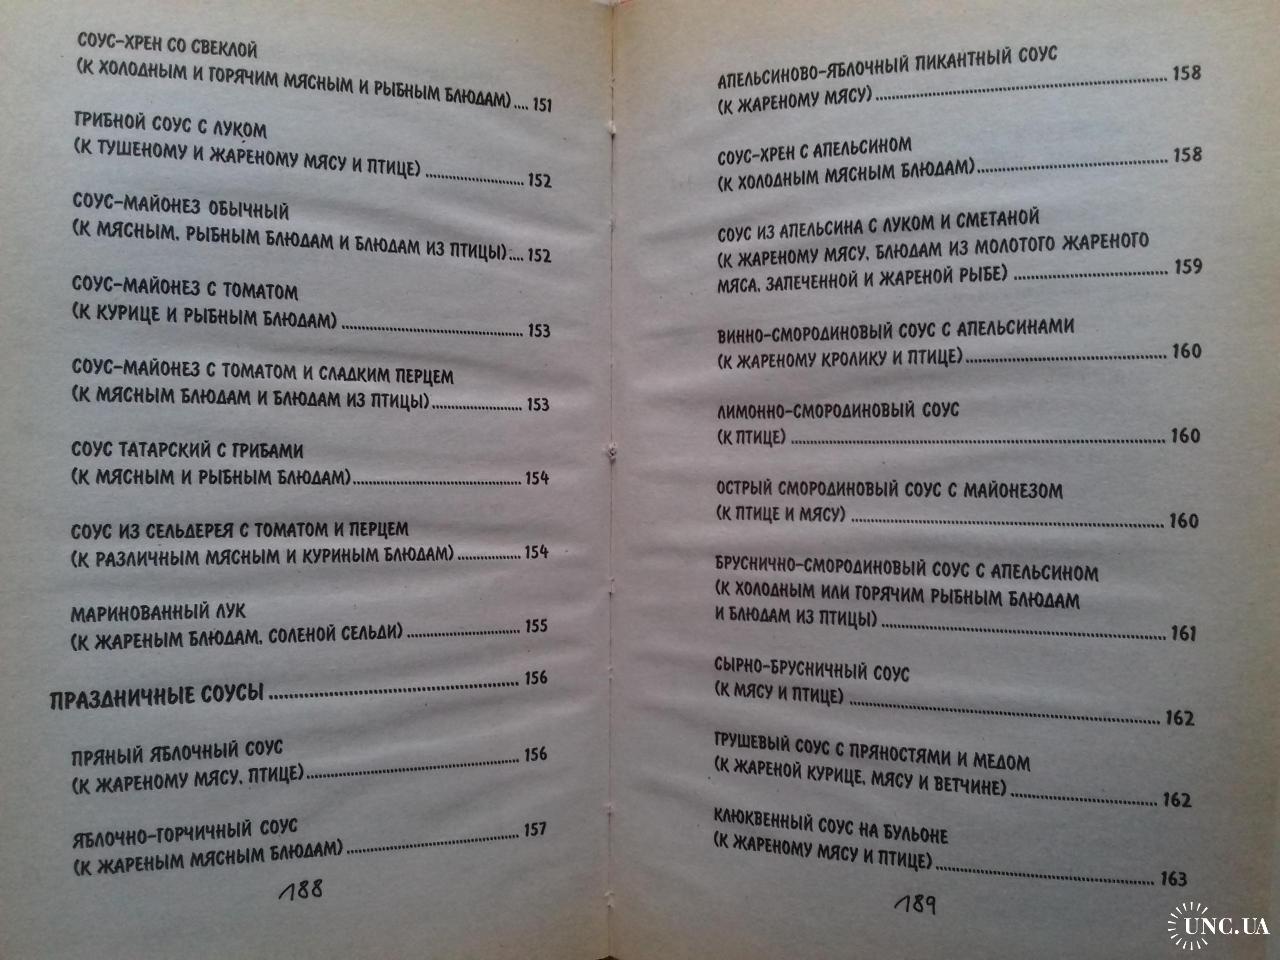 СОУС-ХРЕН СО СВЕКЛОЙ
(К ХОЛОДНЫМ И ГОРЯЧИМ МЯСНЫМ И РЫБНЫМ БЛЮДАМ).... 151
ГРИБНОЙ СОУС С ЛУКОМ
(К ТУШЕНОМУ И ЖАРЕНОМУ МЯСУ И ПТИЦЕ) ........................ 152
СОУС-МАЙОНЕЗ ОБЫЧНЫЙ
(К МЯСНЫМ, РЫБНЫМ БЛЮДАМ И БЛЮДАМ ИЗ ПТИЦЫ).... 152
СОУС-МАЙОНЕЗ С ТОМАТОМ
(К КУРИЦЕ И РЫБНЫМ БЛЮДАМ) ............................................ 153
СОУС-МАЙОНЕЗ С ТОМАТОМ И СЛАДКИМ ПЕРЦЕМ
(К МЯСНЫМ БЛЮДАМ И БЛЮДАМ ИЗ ПТИЦЫ)...................... 153
СОУС ТАТАРСКИЙ С ГРИБАМИ
(К МЯСНЫМ И РЫБНЫМ БЛЮДАМ).......................................... 154
СОУС ИЗ СЕЛЬДЕРЕЯ С ТОМАТОМ И ПЕРЦЕМ
(К РАЗЛИЧНЫМ МЯСНЫМ И КУРИНЫМ БЛЮДАМ)................ 154
МАРИНОВАННЫЙ ЛУК
(К ЖАРЕНЫМ БЛЮДАМ, СОЛЕНОЙ СЕЛЬДИ)............................ 155
ПРАЗДНИЧНЫЕ СОУСЫ............................................................ 156
ПРЯНЫЙ ЯБЛОЧНЫЙ СОУС
(К ЖАРЕНОМУ МЯСУ, ПТИЦЕ).................................................. 156
ЯБЛОЧНО-ГОРЧИЧНЫЙ СОУС
(К ЖАРЕНЫМ МЯСНЫМ БЛЮДАМ).......................................... 157
188
АПЕЛЬСИНОВО-ЯБЛОЧНЫЙ ПИКАНТНЫЙ СОУС
(К ЖАРЕНОМУ МЯСУ).............................................................. 158
СОУС-ХРЕН С АПЕЛЬСИНОМ
(К ХОЛОДНЫМ МЯСНЫМ БЛЮДАМ)........................................ 158
СОУС ИЗ АПЕЛЬСИНА С ЛУКОМ И СМЕТАНОЙ
(К ЖАРЕНОМУ МЯСУ, БЛЮДАМ ИЗ МОЛОТОГО ЖАРЕНОГО
МЯСА, ЗАПЕЧЕННОЙ И ЖАРЕНОЙ РЫБЕ) ................................ 159
ВИННО-СМОРОДИНОВЫЙ СОУС С АПЕЛЬСИНАМИ
(К ЖАРЕНОМУ КРОЛИКУ И ПТИЦЕ)........................................ 160
ЛИМОННО-СМОРОДИНОВЫЙ СОУС
(К ПТИЦЕ) .............................................................................. 160
ОСТРЫЙ СМОРОДИНОВЫЙ СОУС С МАЙОНЕЗОМ
(К ПТИЦЕ И МЯСУ) .................................................................. 160
БРУСНИЧНО-СМОРОДИНОВЫЙ СОУС С АПЕЛЬСИНОМ
(К ХОЛОДНЫМ ИЛИ ГОРЯЧИМ РЫБНЫМ БЛЮДАМ
И БЛЮДАМ ИЗ ПТИЦЫ) .......................................................... 161
СЫРНО-БРУСНИЧНЫЙ СОУС
(К МЯСУ И ПТИЦЕ) .................................................................. 162
ГРУШЕВЫЙ СОУС С ПРЯНОСТЯМИ И МЕДОМ
(К ЖАРЕНОЙ КУРИЦЕ, МЯСУ И ВЕТЧИНЕ) .............................. 162
КЛЮКВЕННЫЙ СОУС НА БУЛЬОНЕ
(К ЖАРЕНОМУ МЯСУ И ПТИЦЕ) .............................................. 163
189
UNC.UA